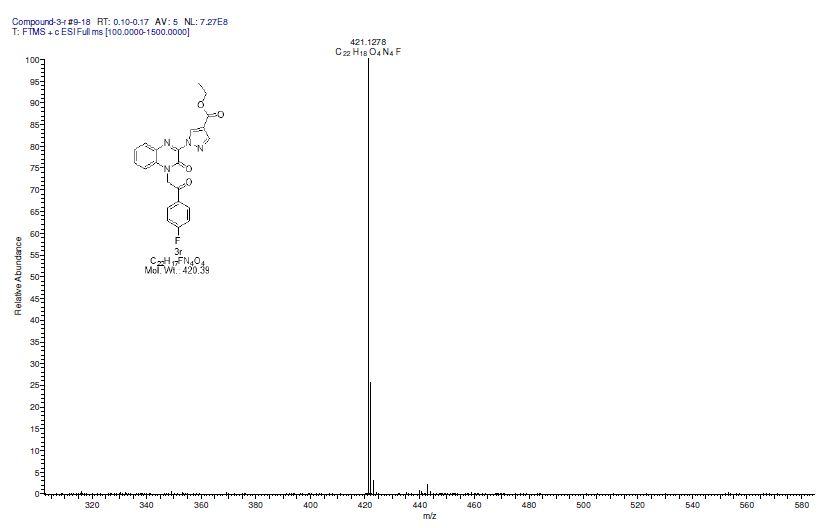 Compound-3-r #9-18 RT: 0.10-0.17 AV: 5 NL: 7.27E8
T: FTMS + c ESI Full ms [100.0000-1500.0000]
421.1278
C22 H18 O4 N4 F
100
95
90
85
80
75
70
65
60
55
50
45
40
35
30
25
20
15
10
5
0
Relative Abundance
O
O
N
N
N
N
O
O
F
3r
C22H17FN4O4
Mol. Wt.: 420.39
320
340
360
380
400
420
440
460
480
500
520
540
560
580
m/z